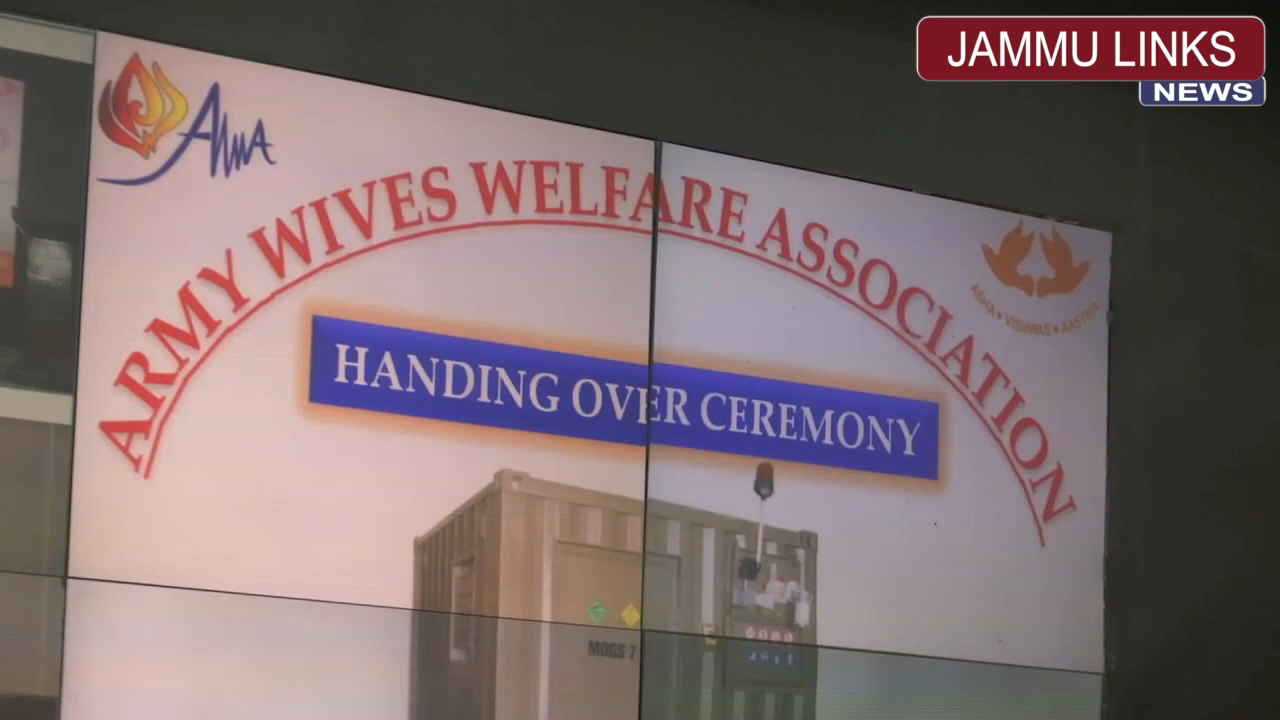 JAMMU LINKS
NEWS
AWWA
ARMY WIVES WELFARE ASSOCIATION
ASHA • VISHWAS • AASTHA
HANDING OVER CEREMONY
MOGS 7